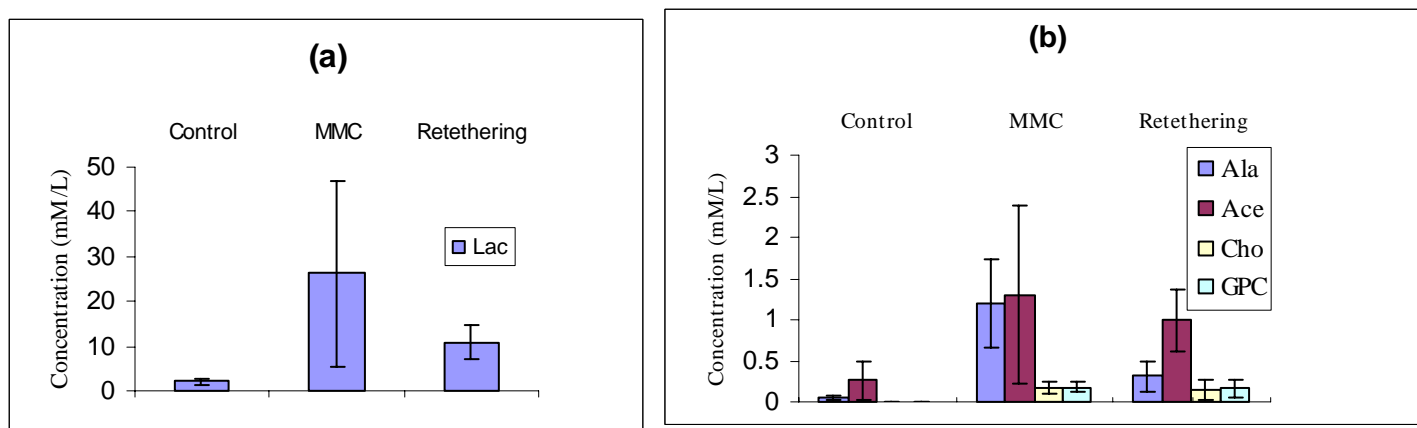 (a)
Control MMC Retethering
50
40
30
20
10
0
Concentration (mM/L)
Lac
(b)
Control MMC Retethering
3
2.5
2
1.5
1
0.5
0
Concentration (mM/L)
Ala
Ace
Cho
GPC